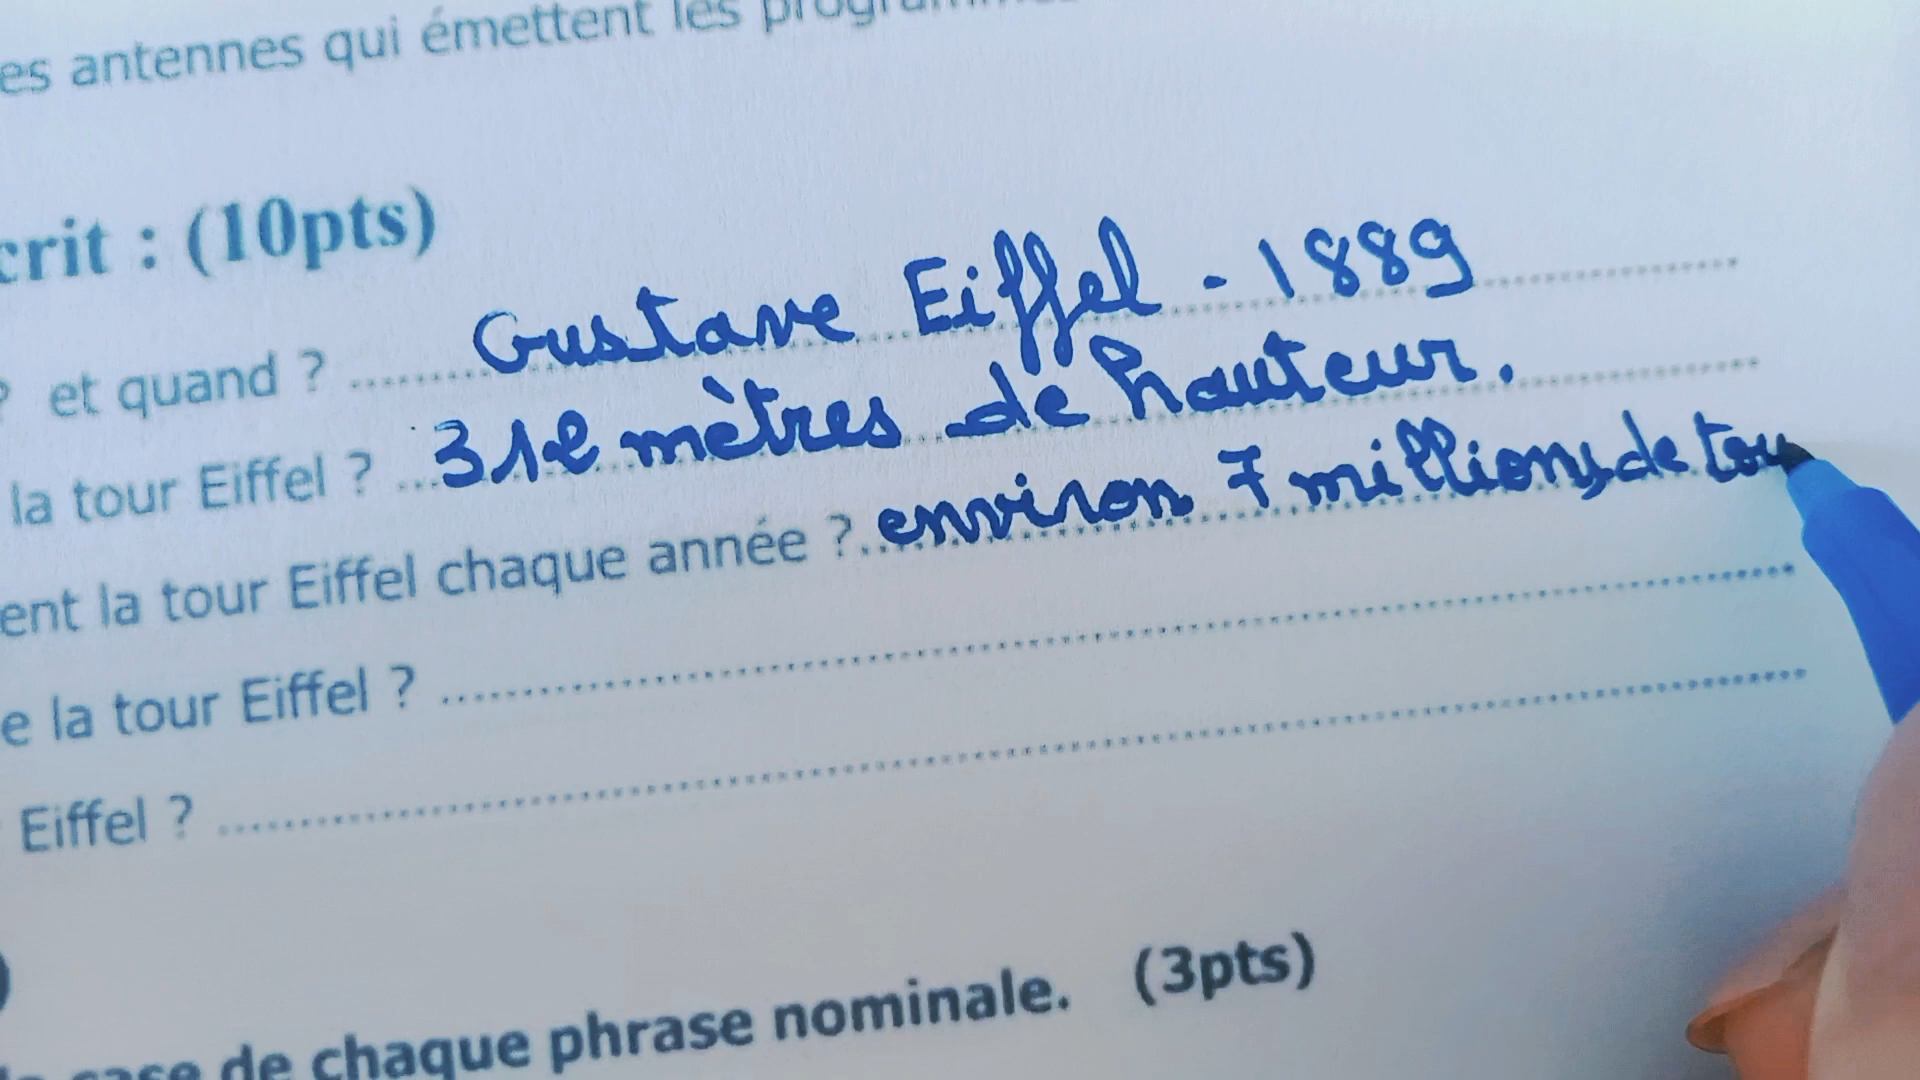 es antennes qui émettent les
crit : (10pts)
? et quand ? Gustave Eiffel - 1889
la tour Eiffel ? 312 mètres de hauteur.
ent la tour Eiffel chaque année ? environ 7 millions de tou
e la tour Eiffel ?
Eiffel ?
case de chaque phrase nominale. (3pts)